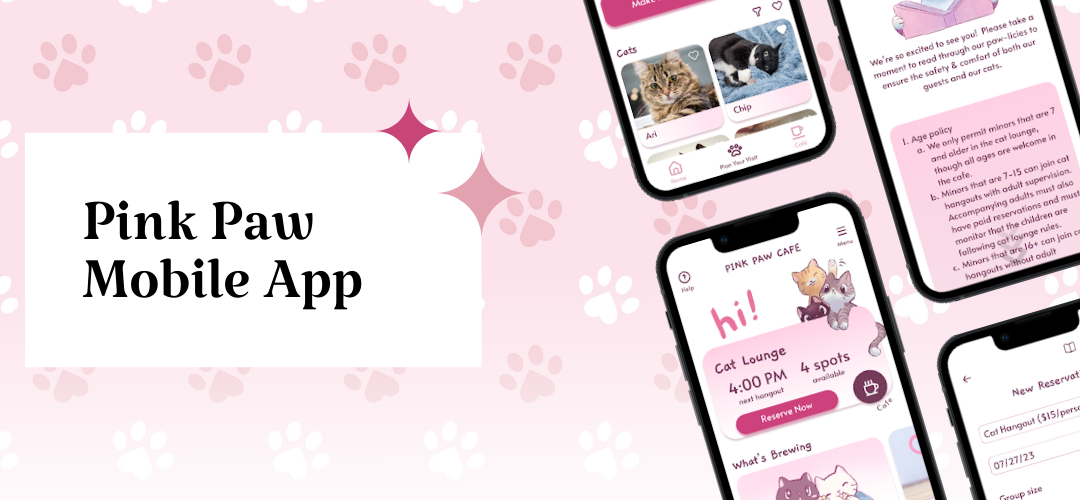 Pink Paw
Mobile App
Cats
Ari
Chip
Home
Plan Your Visit
Café
We're so excited to see you! Please take a
moment to read through our paw-licies to
ensure the safety & comfort of both our
guests and our cats.
1. Age policy
a. We only permit minors that are 7
and older in the cat lounge,
though all ages are welcome in
the cafe.
b. Minors that are 7-15 can join cat
hangouts with adult supervision.
Accompanying adults must also
have paid reservations and must
monitor that the children are
following cat lounge rules.
c. Minors that are 16+ can join
hangouts without adult
Help
PINK PAW CAFÉ
Menu
hi!
Cat Lounge
4:00 PM
next hangout
4 spots
available
Reserve Now
Cafe
What's Brewing
New
Cat Hangout ($15/
07/27/23
Group size